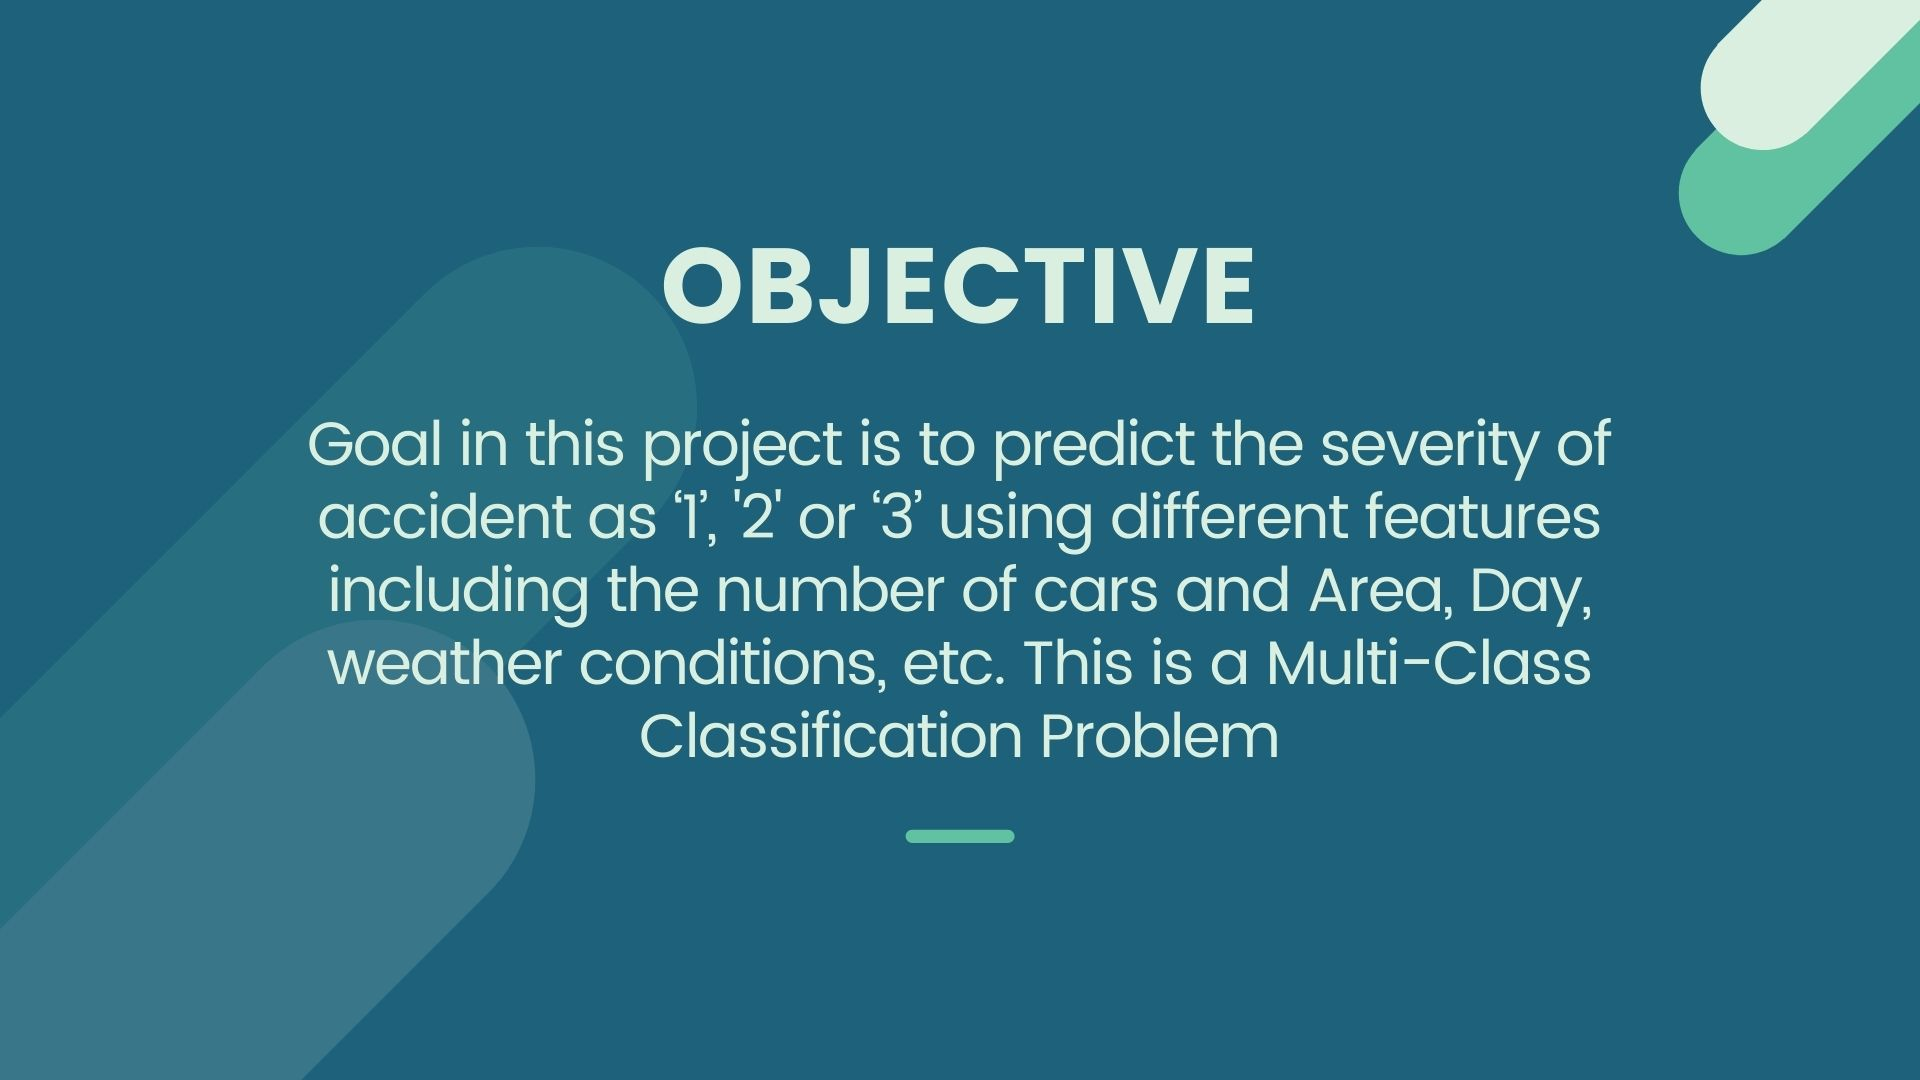 OBJECTIVE
Goal in this project is to predict the severity of
accident as ‘1’, '2' or ‘3’ using different features
including the number of cars and Area, Day,
weather conditions, etc. This is a Multi-Class
Classification Problem